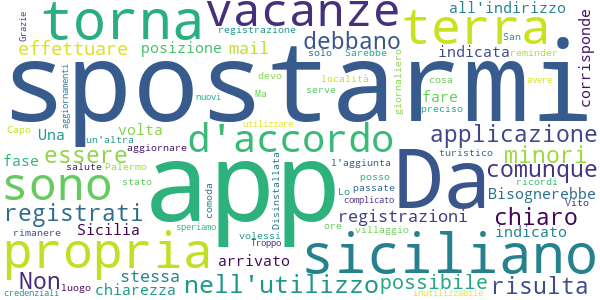 Grazie torna registrazione vacanze terra all'indirizzo
effettuare posizione mail debbano solo Sarebbe indicata San reminder corrisponde
spostarmi
aggiornamenti nuovi devo Ma località serve giornaliero cosa fare preciso avere
Capo Una volta un'altra d'accordo utilizzare applicazione
fase essere aggiornare minori
salute Palermo l'aggiunta turistico comunque
sono stato app Disinstallata posso Da ricordi Bisognerebbe
registrati comoda Lo passate registrazioni complicato chiaro Vito
rimanere Sicilia speriamo volessi ore villaggio indicato
propria arrivato Troppo siciliano
Non luogo stessa
credenziali chiarezza nell'utilizzo possibile inutilizzabile risulta